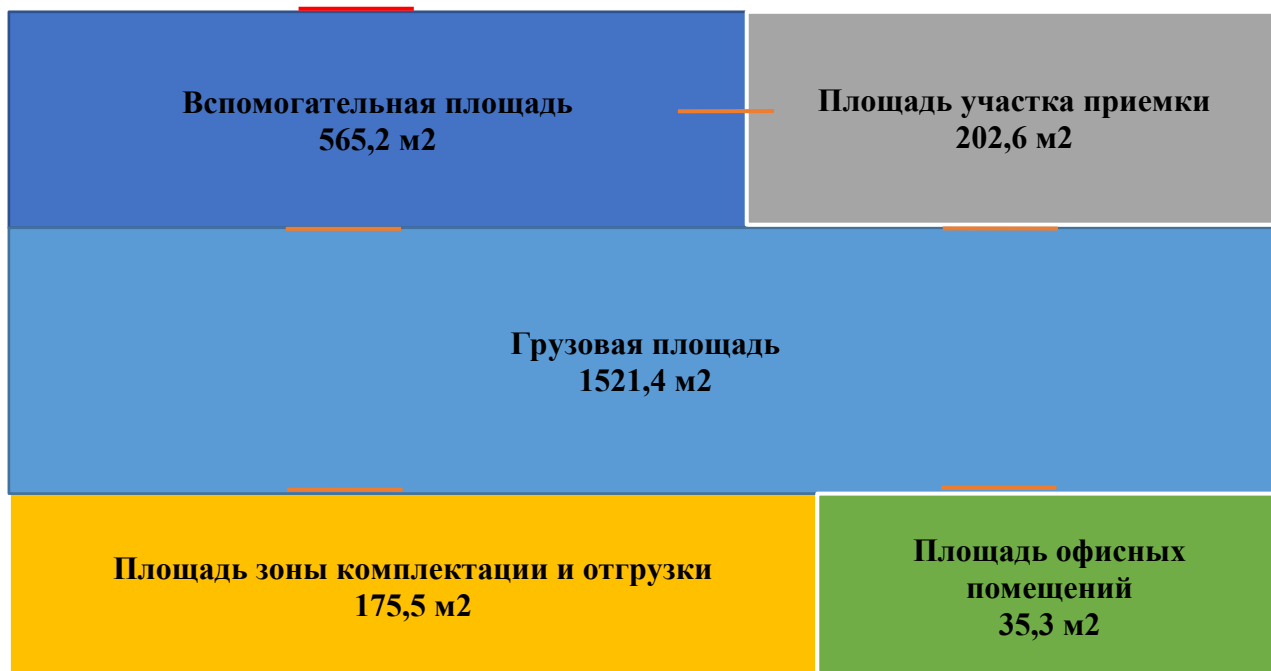 Вспомогательная площадь
565,2 м2
Площадь участка приемки
202,6 м2
Грузовая площадь
1521,4 м2
Площадь зоны комплектации и отгрузки
175,5 м2
Площадь офисных
помещений
35,3 м2